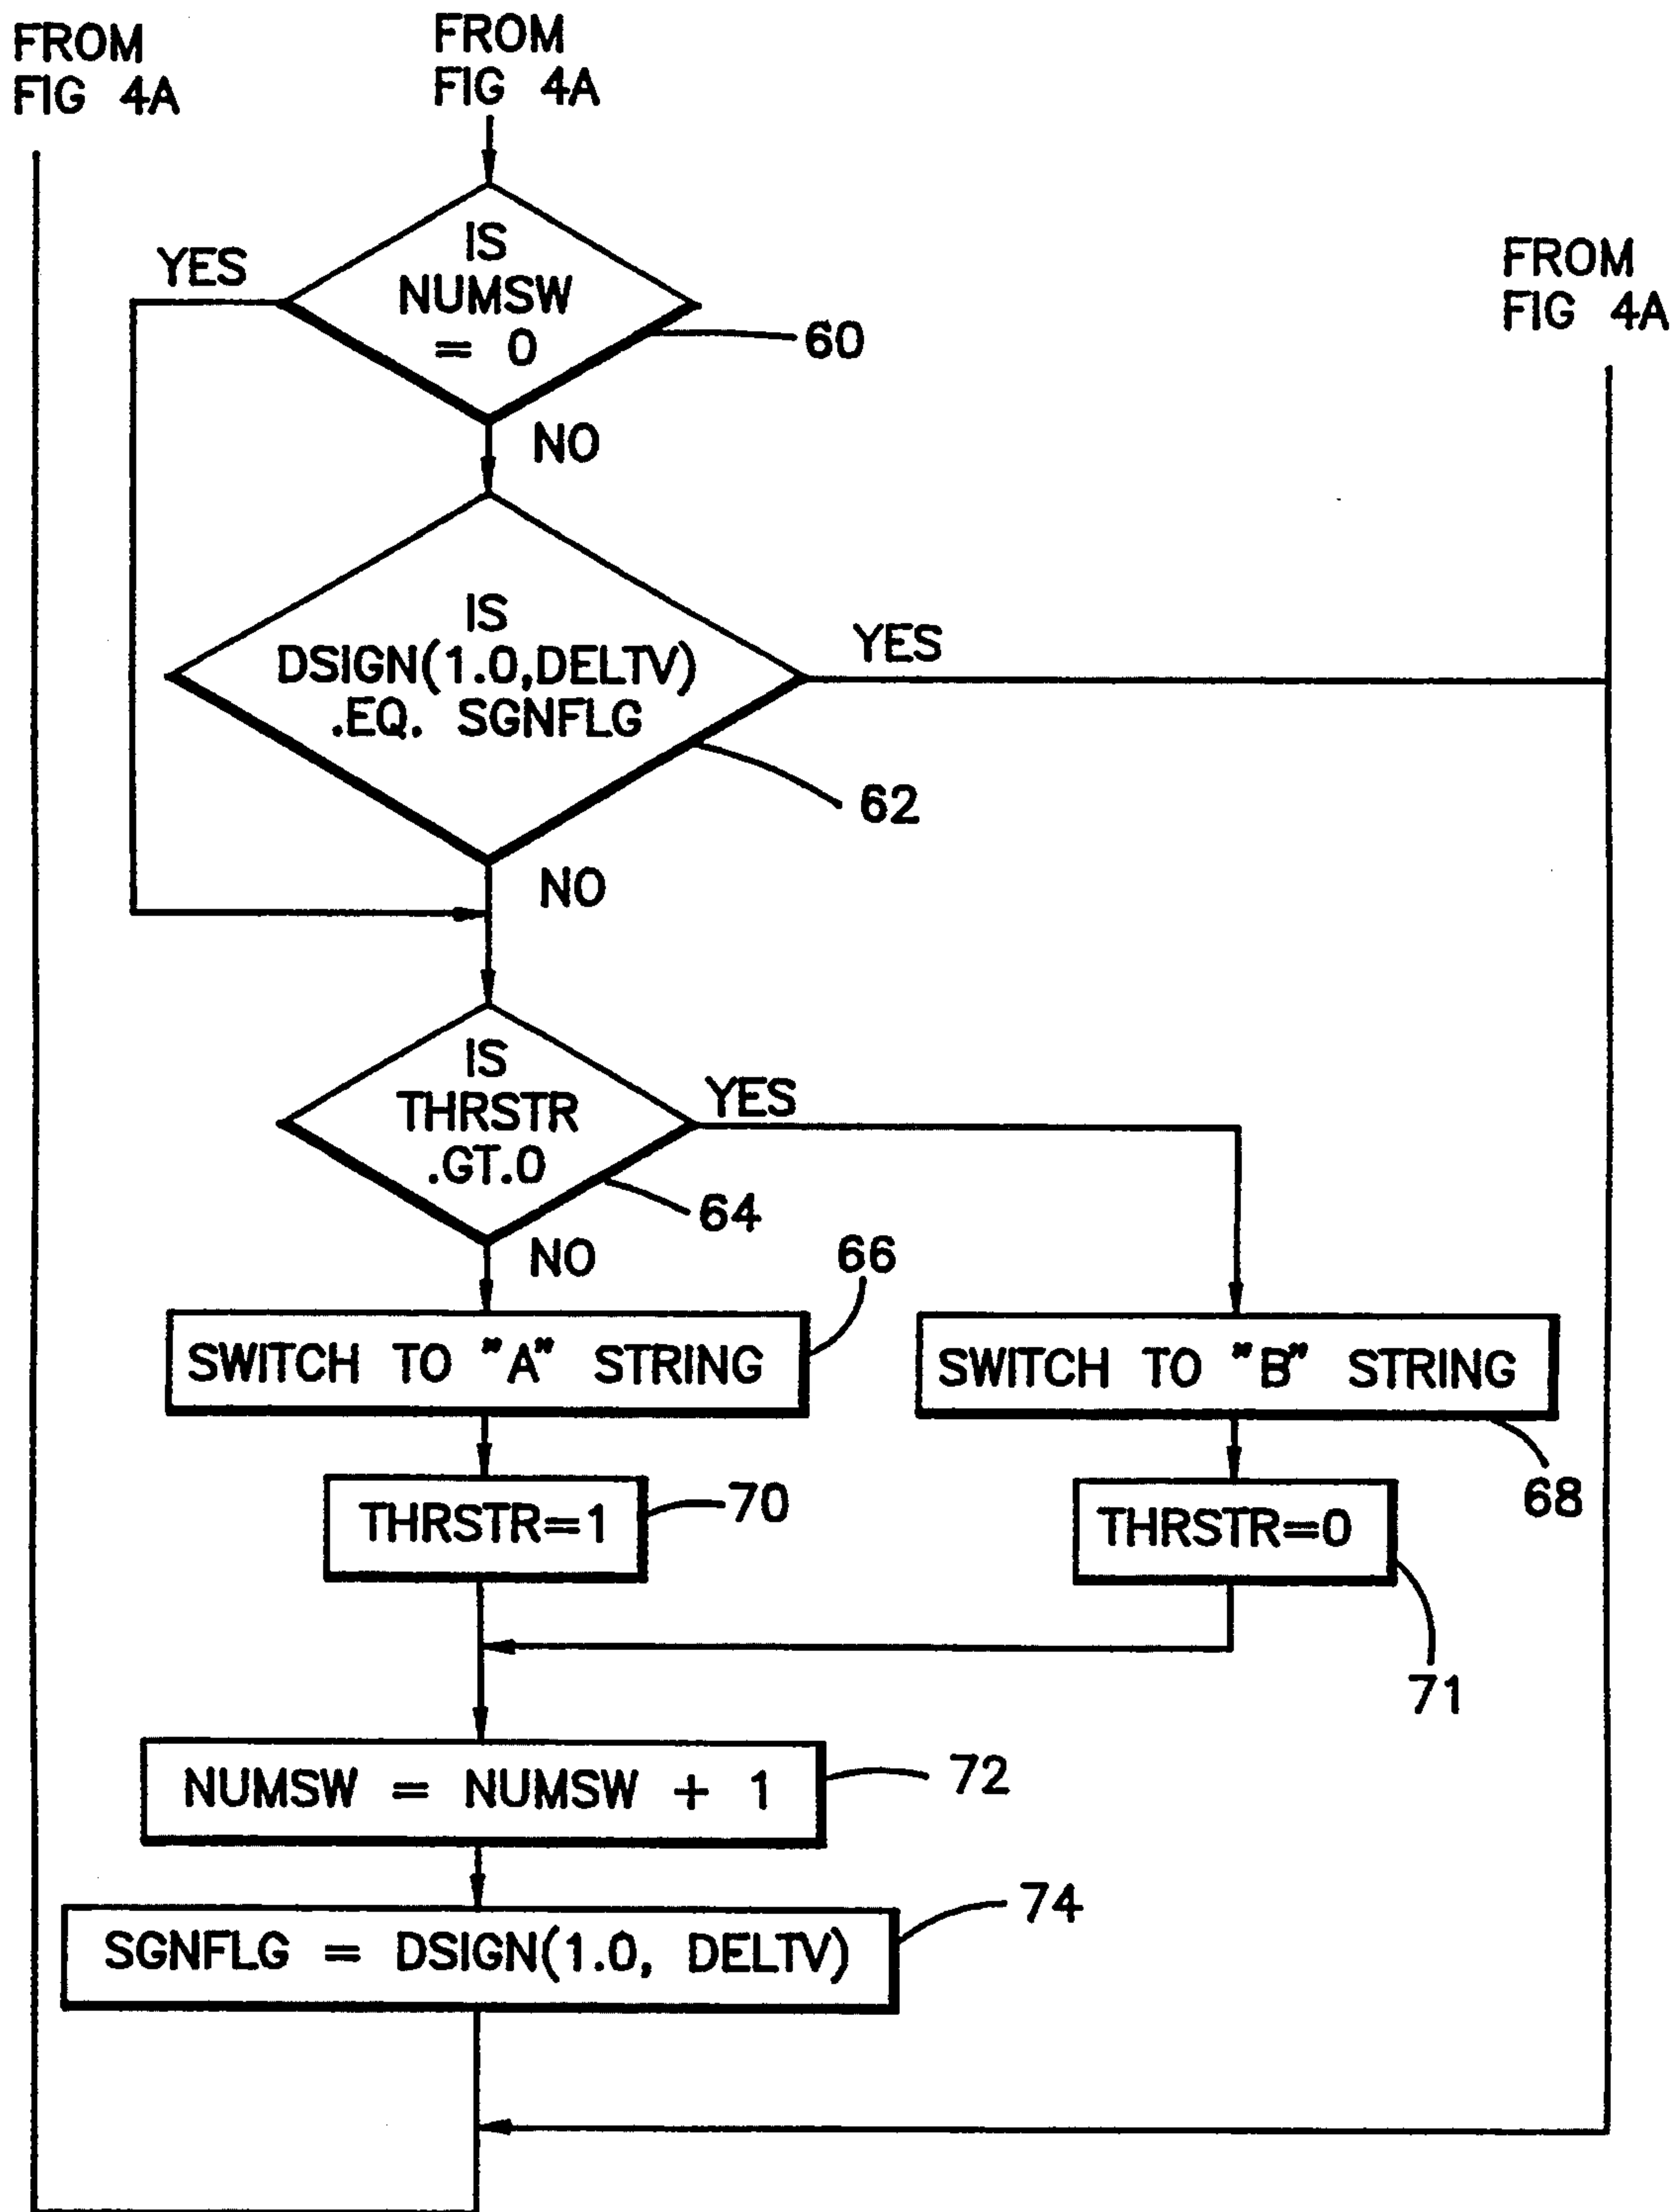 FROM
FIG 4A
FROM
FIG 4A
IS
NUMSW
= 0
YES
60
FROM
FIG 4A
NO
IS
DSIGN(1.0,DELTV)
.EQ. SGNFLG
YES
62
NO
IS
THRSTR
.GT.0
YES
64
NO
66
SWITCH TO "A" STRING
SWITCH TO "B" STRING
68
THRSTR=1
70
THRSTR=0
71
NUMSW = NUMSW + 1
72
SGNFLG = DSIGN(1.0, DELTV)
74